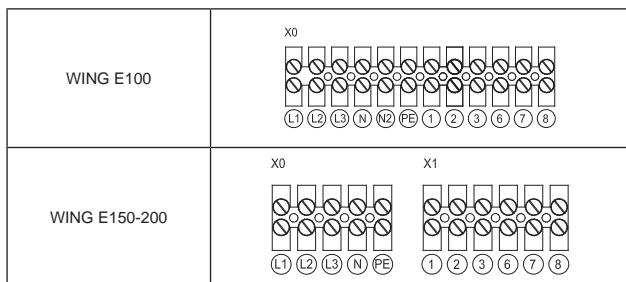 X0
WING E100
L1 L2 L3 N N2 PE 1 2 3 6 7 8
X0 X1
WING E150-200
L1 L2 L3 N PE 1 2 3 6 7 8